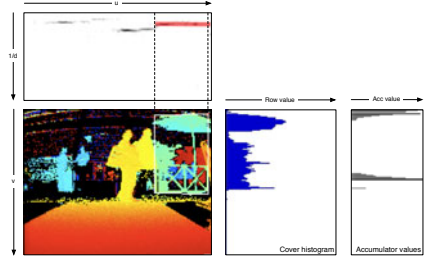 u
1/d
Row value
Acc value
v
Cover histogram
Accumulator values